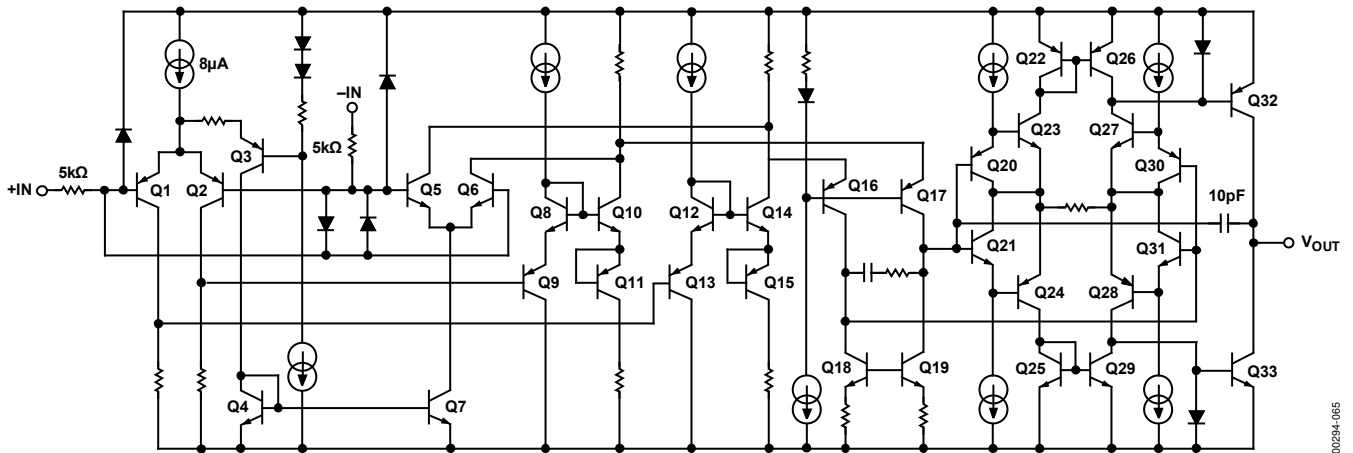 8µA
Q22
Q26
Q32
–IN
Q3
5kΩ
Q23
Q27
5kΩ
+IN
Q1
Q2
Q5
Q6
Q16
Q17
Q20
Q30
Q8
Q10
Q12
Q14
10pF
Q21
Q31
VOUT
Q9
Q11
Q13
Q15
Q24
Q28
Q18
Q19
Q25
Q29
Q33
Q4
Q7
00294-065